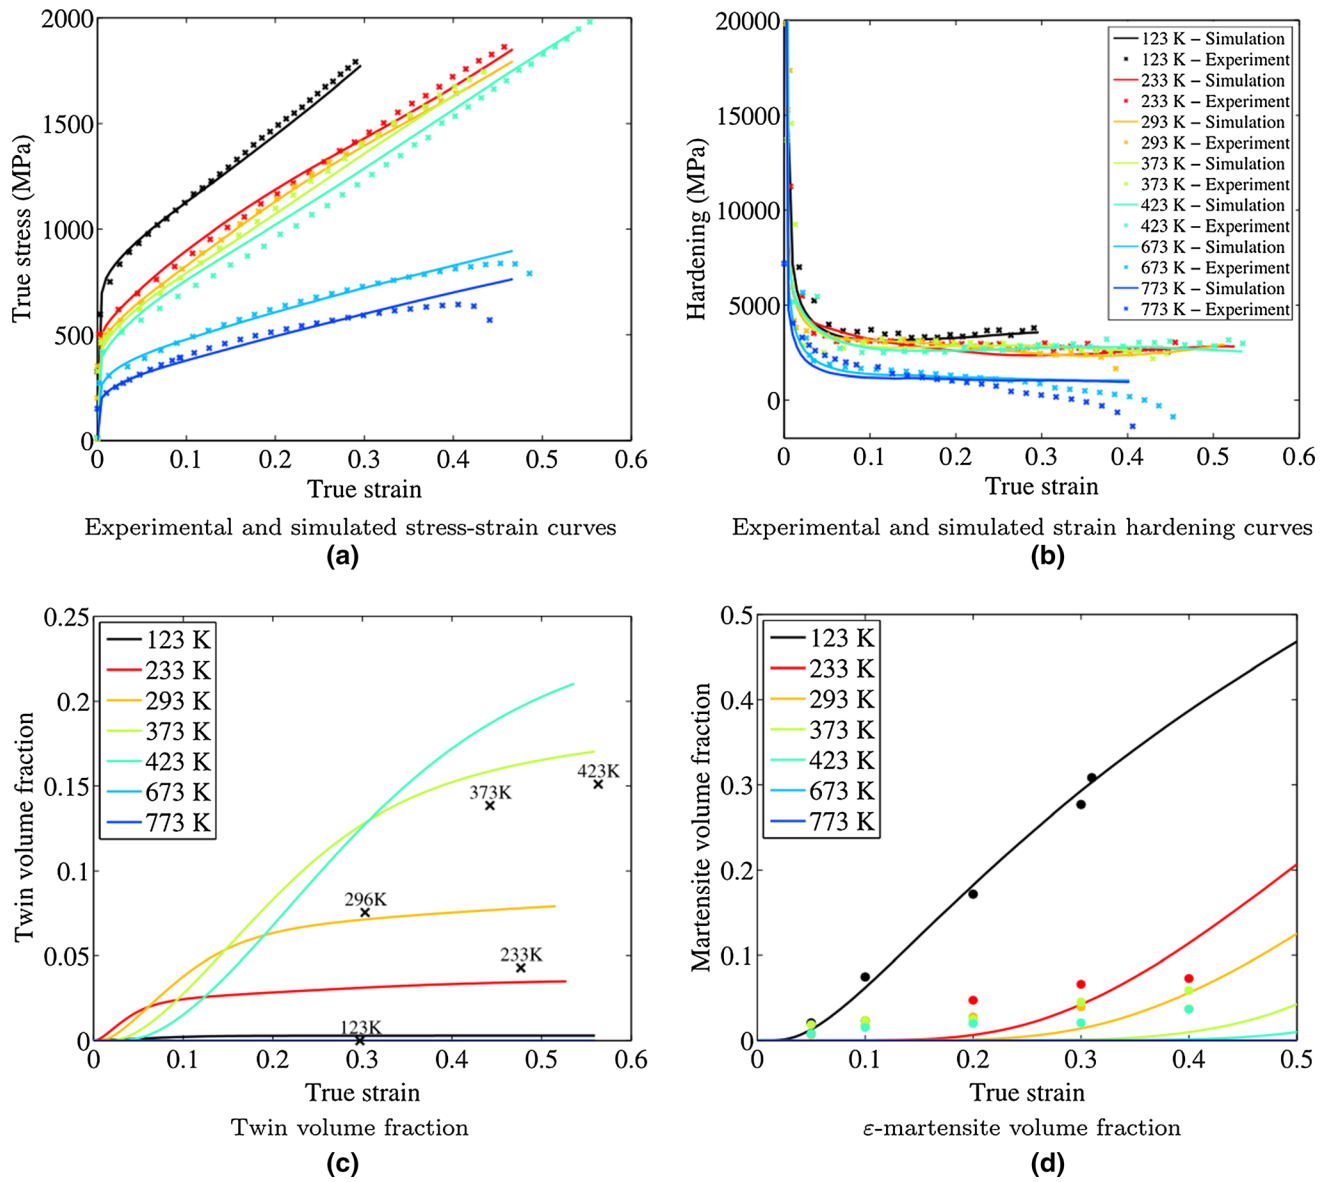 2000
1500
1000
500
0
True stress (MPa)
0 0.1 0.2 0.3 0.4 0.5 0.6
True strain
Experimental and simulated stress-strain curves
(a)
20000
15000
10000
5000
0
Hardening (MPa)
123 K – Simulation
123 K – Experiment
233 K – Simulation
233 K – Experiment
293 K – Simulation
293 K – Experiment
373 K – Simulation
373 K – Experiment
423 K – Simulation
423 K – Experiment
673 K – Simulation
673 K – Experiment
773 K – Simulation
773 K – Experiment
0 0.1 0.2 0.3 0.4 0.5 0.6
True strain
Experimental and simulated strain hardening curves
(b)
0.25
0.2
0.15
0.1
0.05
0
Twin volume fraction
123 K
233 K
293 K
373 K
423 K
673 K
773 K
423K
373K
296K
233K
123K
0 0.1 0.2 0.3 0.4 0.5 0.6
True strain
Twin volume fraction
(c)
0.5
0.4
0.3
0.2
0.1
0
Martensite volume fraction
123 K
233 K
293 K
373 K
423 K
673 K
773 K
0 0.1 0.2 0.3 0.4 0.5
True strain
ε-martensite volume fraction
(d)